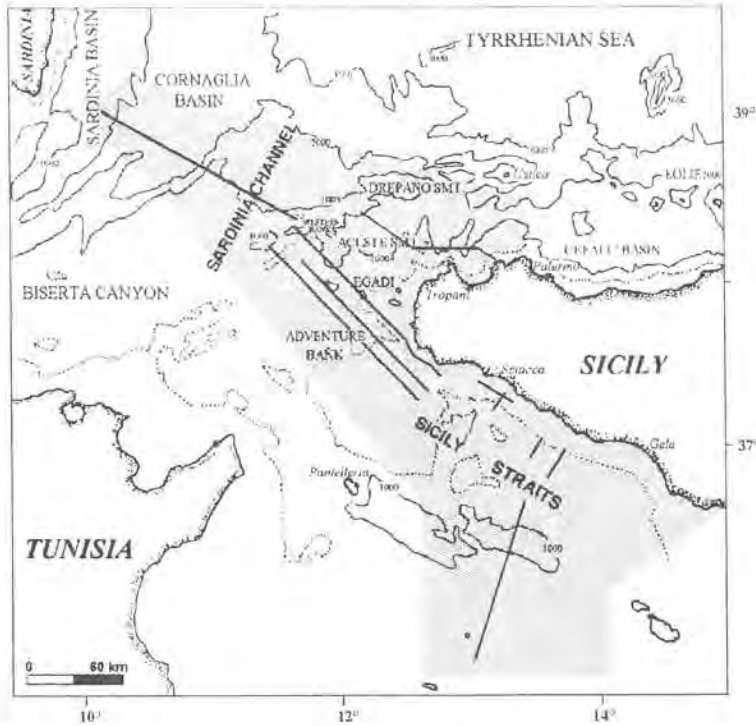 SARDINIA
SARDINIA BASIN
CORNAGLIA
BASIN
TYRRHENIAN SEA
39°
SARDINIA CHANNEL
DREPANO SMT
Ustica
EOLIE
ACESTE SMT
CEFALU' BASIN
Palermo
EGADI
Trapani
BISERTA CANYON
ADVENTURE
BANK
Sciacca
SICILY
SICILY
STRAITS
Gela
37°
Pantelleria
1000
1000
TUNISIA
0
60 km
10°
12°
14°